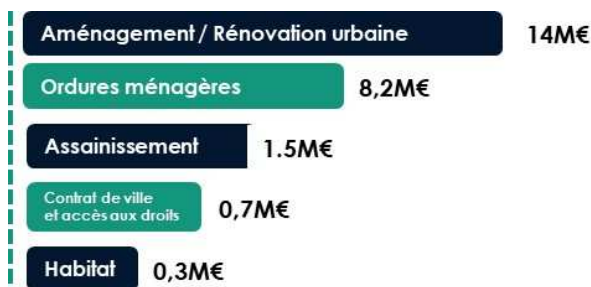 Aménagement / Rénovation urbaine 14M€
Ordures ménagères 8,2M€
Assainissement 1.5M€
Contrat de ville
et accès aux droits 0,7M€
Habitat 0,3M€